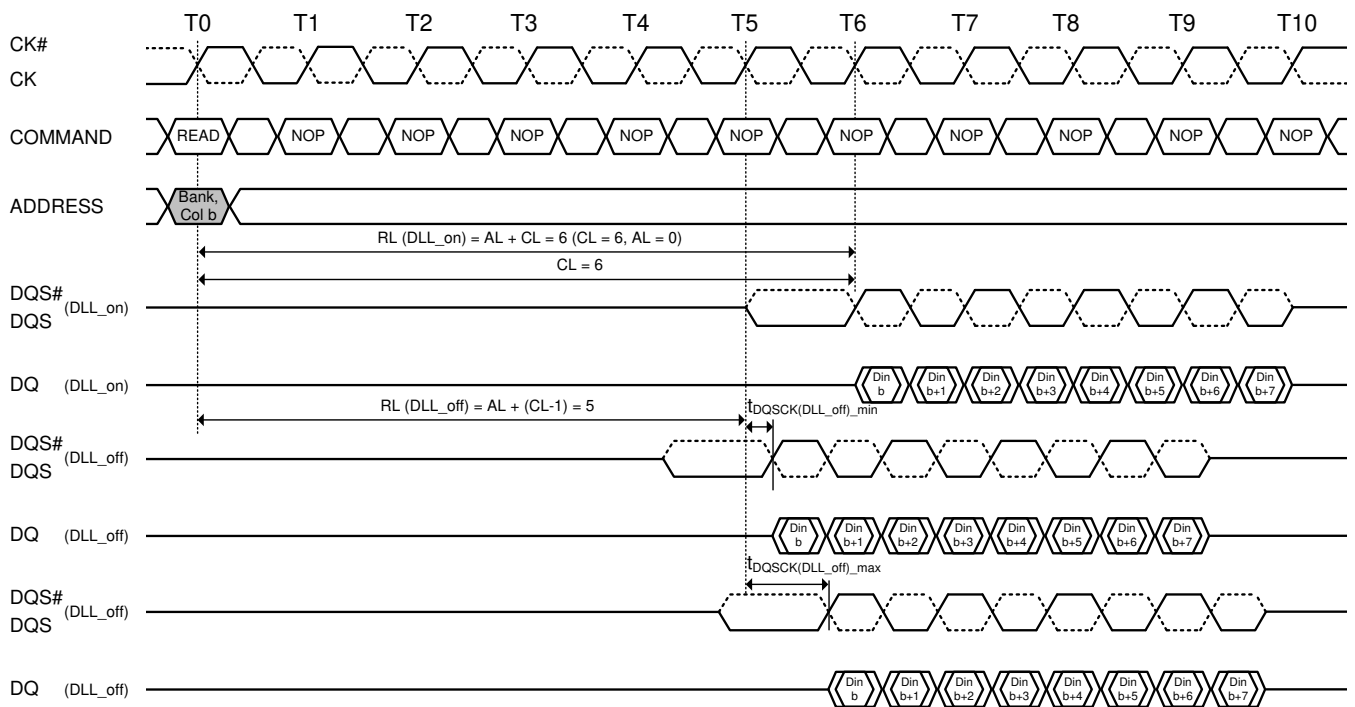 T0 T1 T2 T3 T4 T5 T6 T7 T8 T9 T10
CK#
CK
COMMAND READ NOP NOP NOP NOP NOP NOP NOP NOP NOP NOP
ADDRESS
Bank,
Col b
RL (DLL_on) = AL + CL = 6 (CL = 6, AL = 0)
CL = 6
DQS#
(DLL_on)
DQS
DQ (DLL_on)
Din Din Din Din Din Din Din Din
b b+1 b+2 b+3 b+4 b+5 b+6 b+7
RL (DLL_off) = AL + (CL-1) = 5
tDQSCK(DLL_off)_min
DQS#
(DLL_off)
DQS
DQ (DLL_off)
Din Din Din Din Din Din Din Din
b b+1 b+2 b+3 b+4 b+5 b+6 b+7
tDQSCK(DLL_off)_max
DQS#
(DLL_off)
DQS
DQ (DLL_off)
Din Din Din Din Din Din Din Din
b b+1 b+2 b+3 b+4 b+5 b+6 b+7